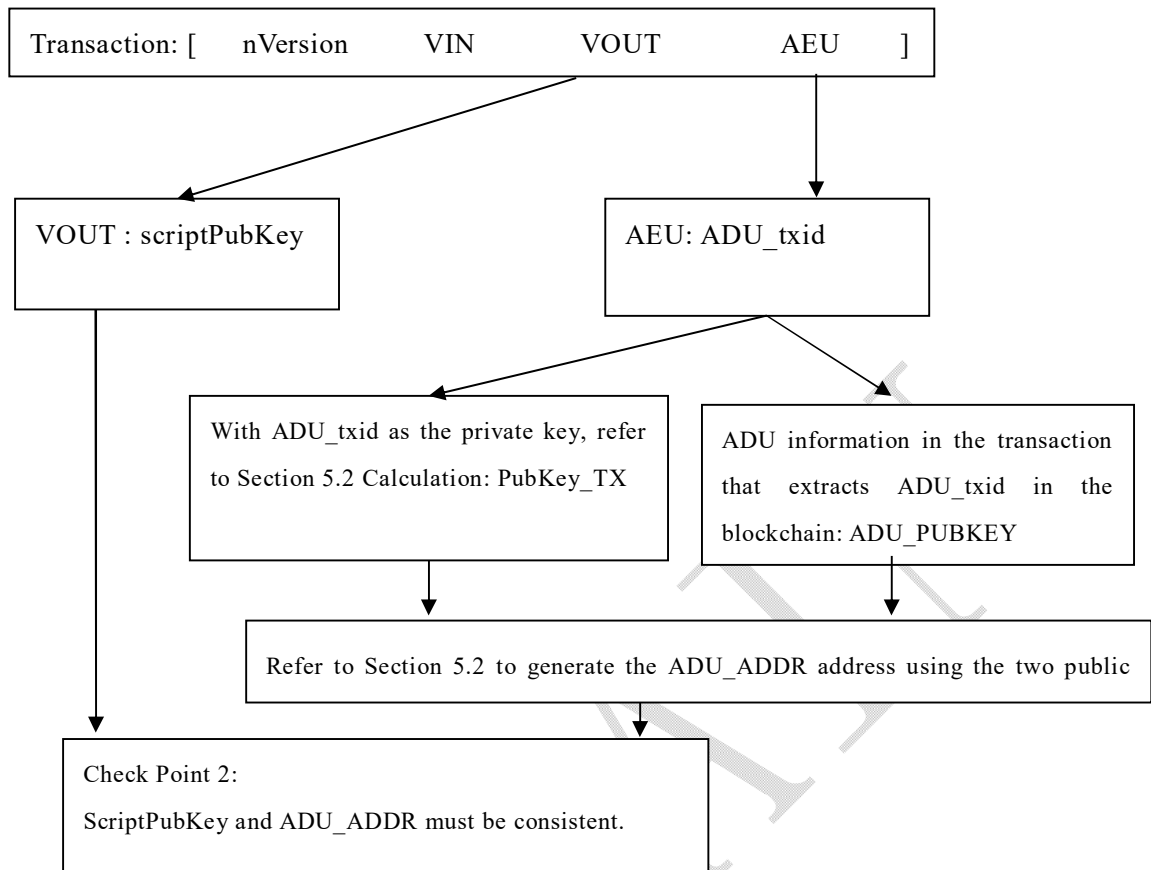 Transaction: [ nVersion VIN VOUT AEU ]
VOUT : scriptPubKey
AEU: ADU_txid
With ADU_txid as the private key, refer
to Section 5.2 Calculation: PubKey_TX
ADU information in the transaction
that extracts ADU_txid in the
blockchain: ADU_PUBKEY
Refer to Section 5.2 to generate the ADU_ADDR address using the two public
Check Point 2:
ScriptPubKey and ADU_ADDR must be consistent.